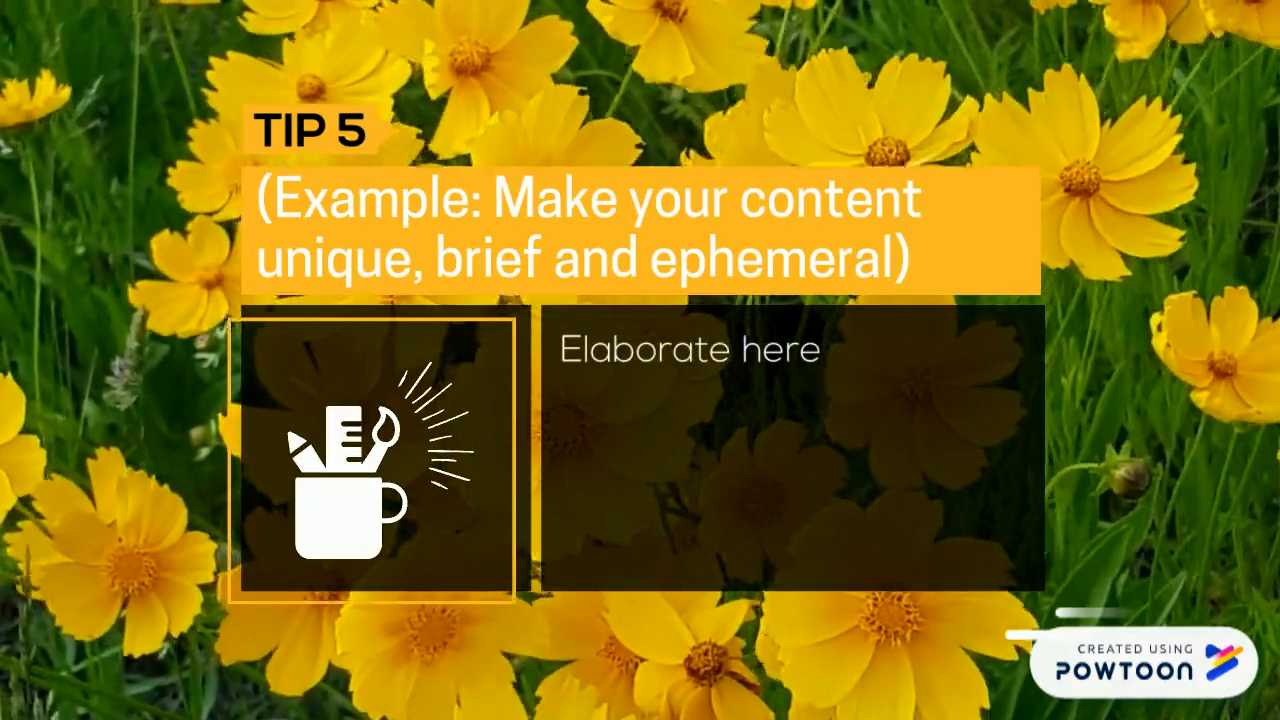 TIP 5
(Example: Make your content
unique, brief and ephemeral)
Elaborate here
CREATED USING
POWTOON